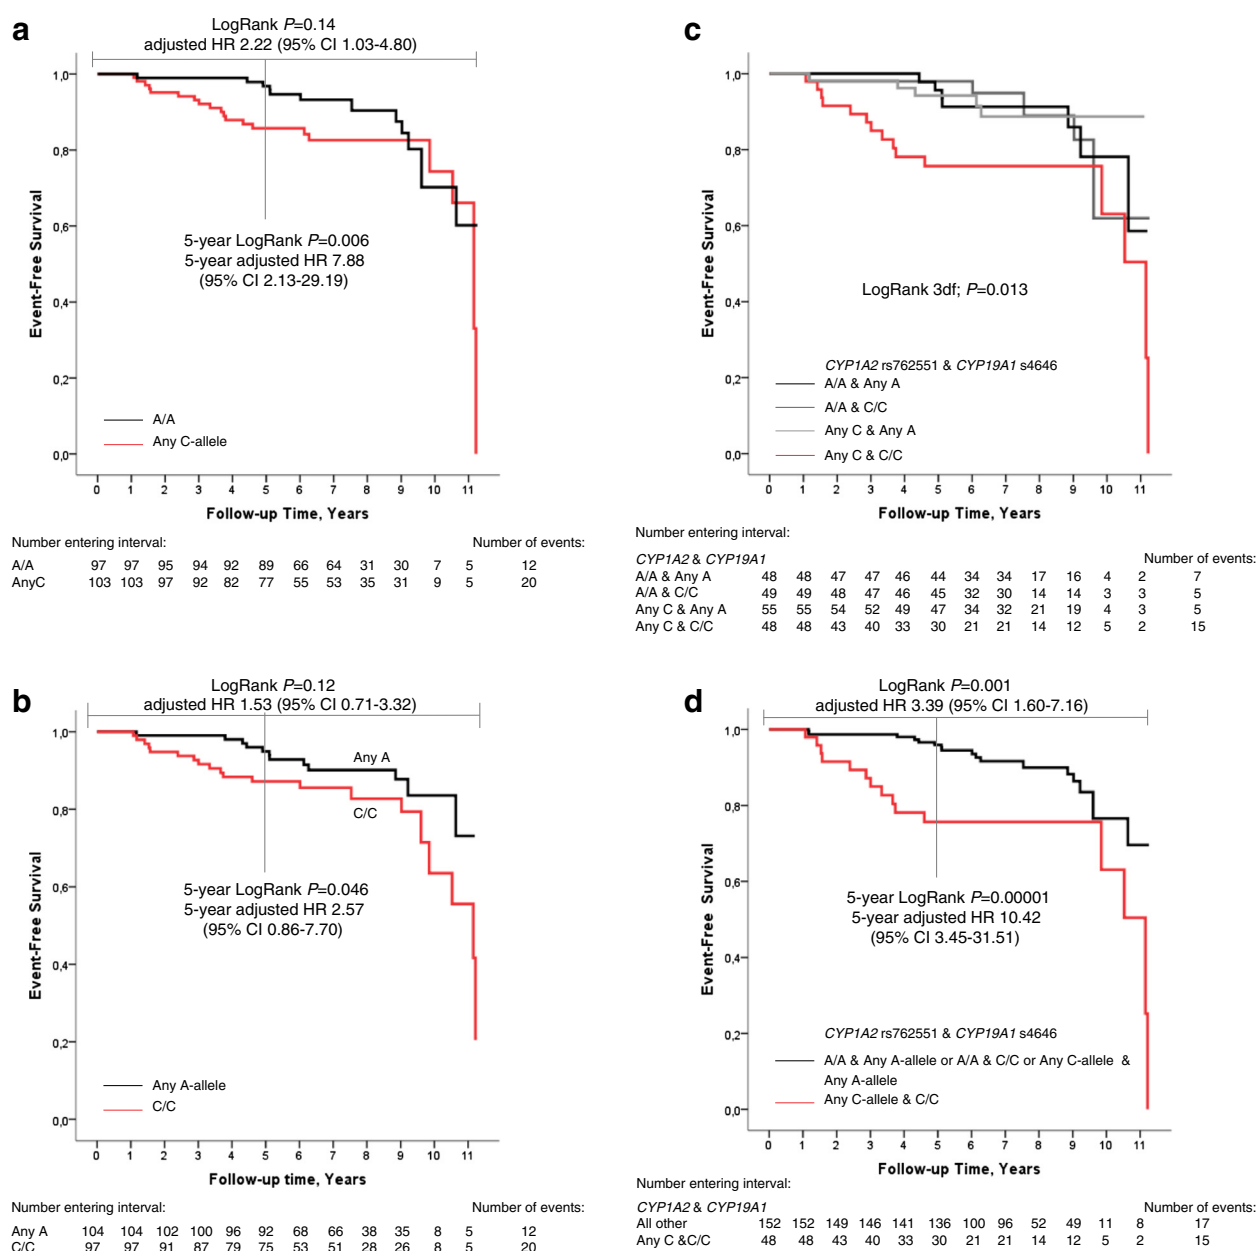 a
LogRank P=0.14
adjusted HR 2.22 (95% CI 1.03-4.80)
1,0
0,8
0,6
0,4
0,2
0,0
Event-Free Survival
5-year LogRank P=0.006
5-year adjusted HR 7.88
(95% CI 2.13-29.19)
A/A
Any C-allele
0 1 2 3 4 5 6 7 8 9 10 11
Follow-up Time, Years
Number entering interval: Number of events:
A/A 97 97 95 94 92 89 66 64 31 30 7 5 12
AnyC 103 103 97 92 82 77 55 53 35 31 9 5 20
c
1,0
0,8
0,6
0,4
0,2
0,0
Event-Free Survival
LogRank 3df; P=0.013
CYP1A2 rs762551 & CYP19A1 s4646
A/A & Any A
A/A & C/C
Any C & Any A
Any C & C/C
0 1 2 3 4 5 6 7 8 9 10 11
Follow-up Time, Years
Number entering interval:
CYP1A2 & CYP19A1 Number of events:
A/A & Any A 48 48 47 47 46 44 34 34 17 16 4 2 7
A/A & C/C 49 49 48 47 46 45 32 30 14 14 3 3 5
Any C & Any A 55 55 54 52 49 47 34 32 21 19 4 3 5
Any C & C/C 48 48 43 40 33 30 21 21 14 12 5 2 15
b
LogRank P=0.12
adjusted HR 1.53 (95% CI 0.71-3.32)
1,0
0,8
0,6
0,4
0,2
0,0
Event-Free Survival
Any A
C/C
5-year LogRank P=0.046
5-year adjusted HR 2.57
(95% CI 0.86-7.70)
Any A-allele
C/C
0 1 2 3 4 5 6 7 8 9 10 11
Follow-up time, Years
Number entering interval: Number of events:
Any A 104 104 102 100 96 92 68 66 38 35 8 5 12
C/C 97 97 91 87 79 75 53 51 28 26 8 5 20
d
LogRank P=0.001
adjusted HR 3.39 (95% CI 1.60-7.16)
1,0
0,8
0,6
0,4
0,2
0,0
Event-Free Survival
5-year LogRank P=0.00001
5-year adjusted HR 10.42
(95% CI 3.45-31.51)
CYP1A2 rs762551 & CYP19A1 s4646
A/A & Any A-allele or A/A & C/C or Any C-allele &
Any A-allele
Any C-allele & C/C
0 1 2 3 4 5 6 7 8 9 10 11
Follow-up Time, Years
Number entering interval:
CYP1A2 & CYP19A1 Number of events:
All other 152 152 149 146 141 136 100 96 52 49 11 8 17
Any C &C/C 48 48 43 40 33 30 21 21 14 12 5 2 15